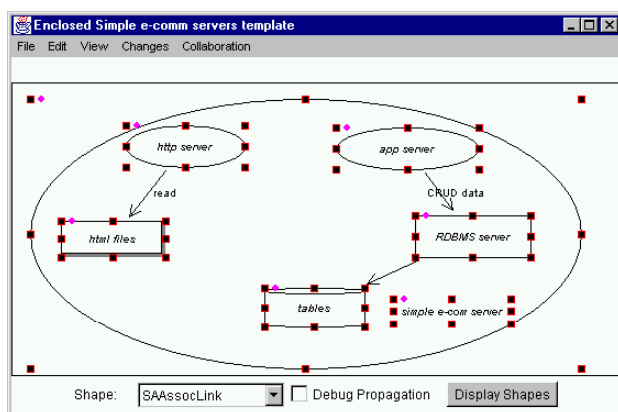 Enclosed Simple e-comm servers template
File Edit View Changes Collaboration
http server
app server
read
CRUD data
html files
RDBMS server
tables
simple e-com server
Shape: SAAssocLink Debug Propagation Display Shapes